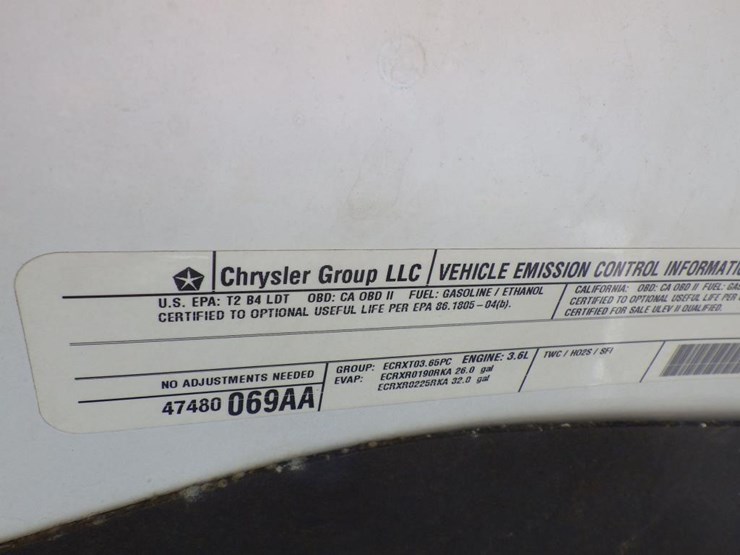 Chrysler Group LLC / VEHICLE EMISSION CONTROL INFORMATI
U.S. EPA: T2 B4 LDT OBD: CA OBD II FUEL: GASOLINE / ETHANOL
CERTIFIED TO OPTIONAL USEFUL LIFE PER EPA 86.1805-04(b).
CALIFORNIA: OBD: CA OBD II FUEL: GAS
CERTIFIED TO OPTIONAL USEFUL LIFE PER
CERTIFIED FOR SALE ULEV II QUALIFIED.
NO ADJUSTMENTS NEEDED
47480 069AA
GROUP: ECRXT03.65PC ENGINE: 3.6L
EVAP: ECRXR0190RKA 26.0 gal
ECRXR0225RKA 32.0 gal
TWC / HO2S / SFI